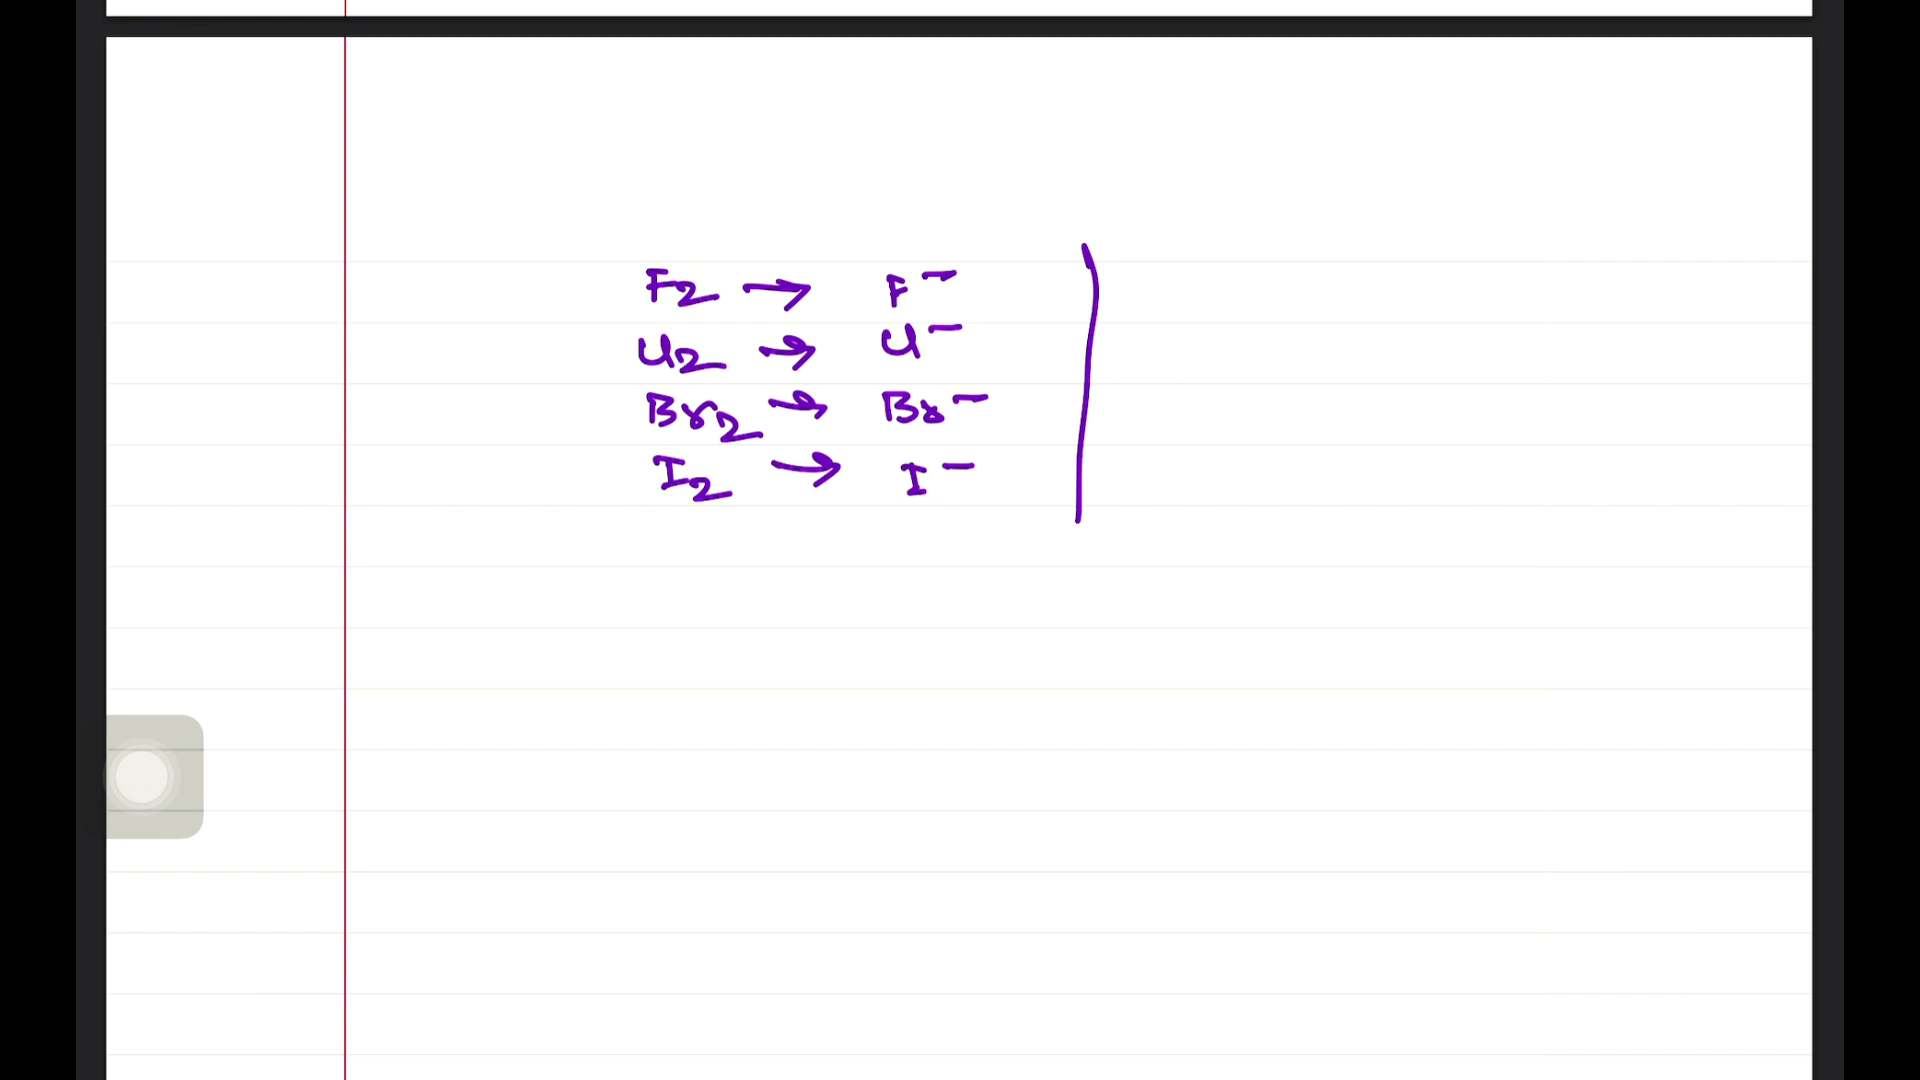 F₂ → F⁻
Cl₂ → Cl⁻
Br₂ → Br⁻
I₂ → I⁻